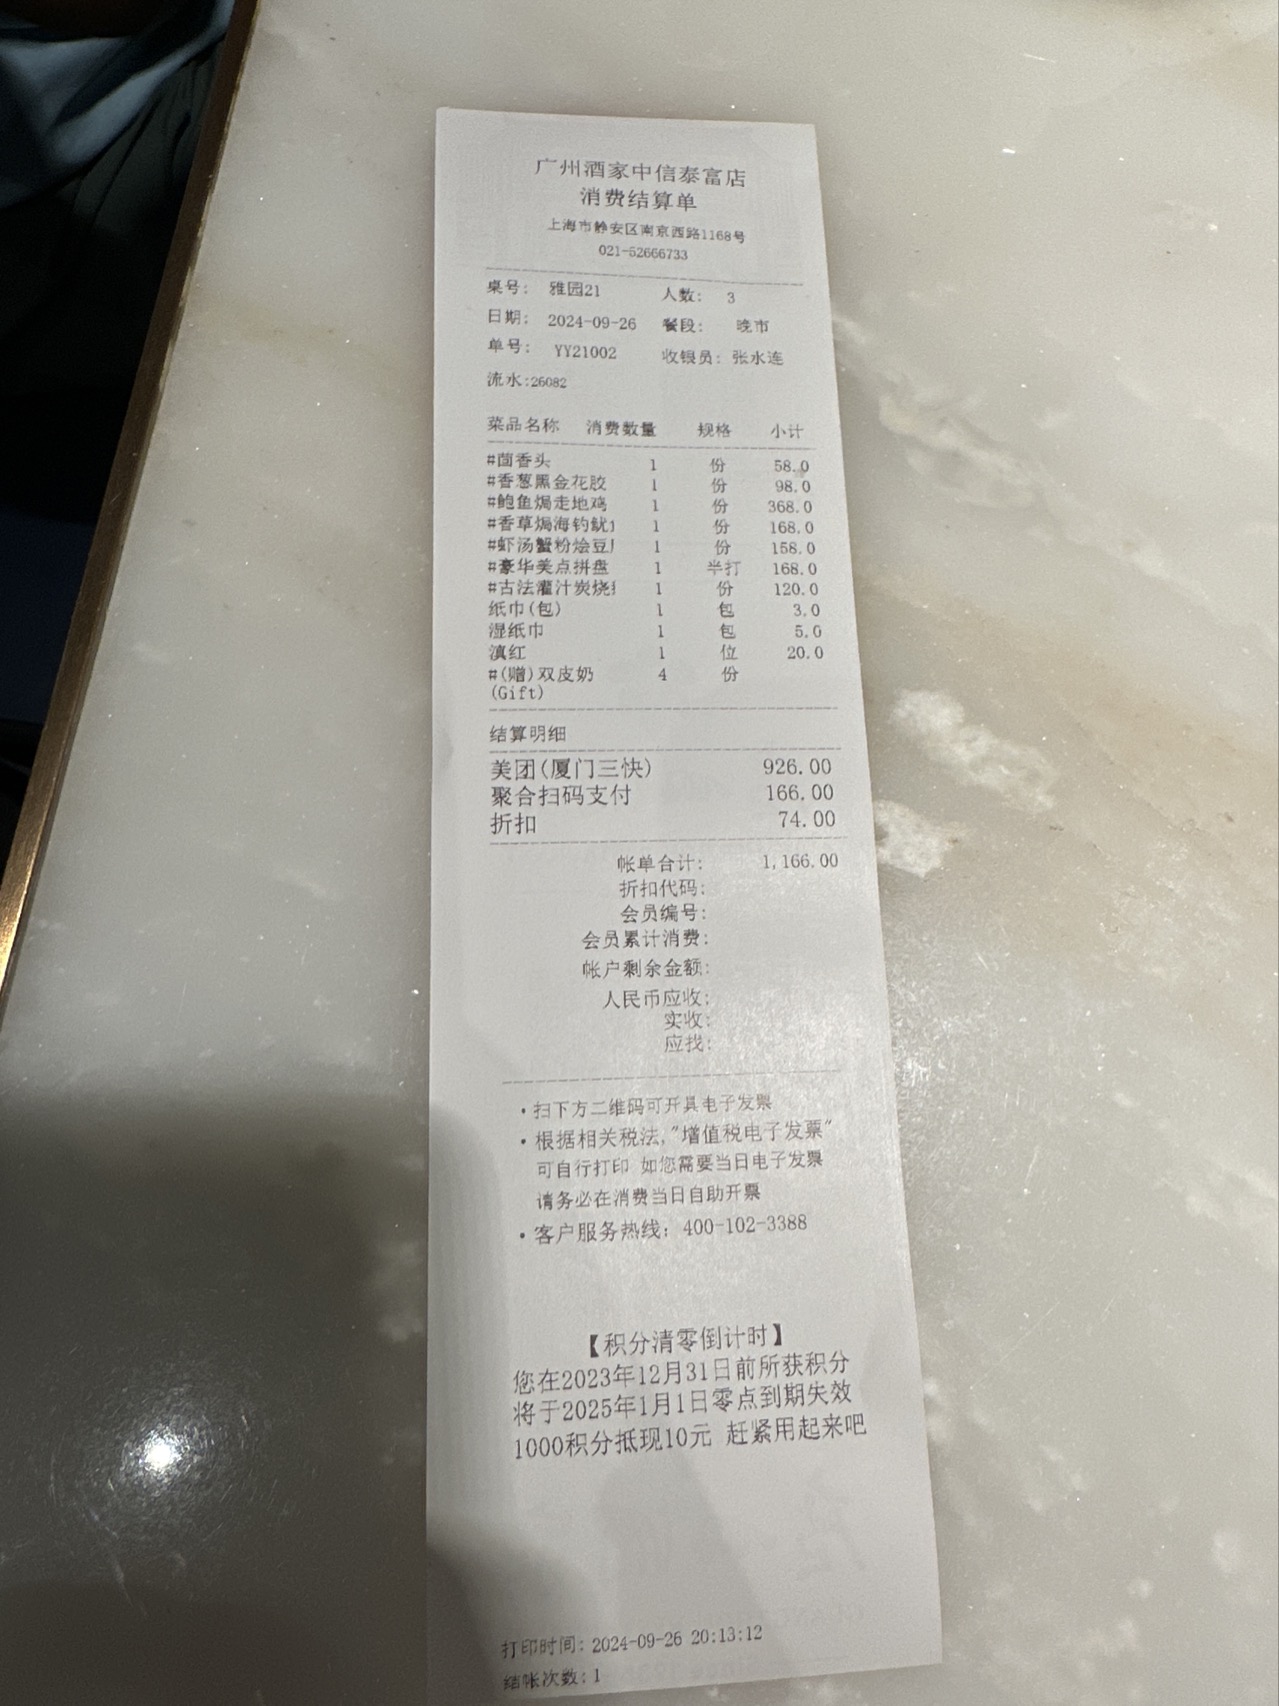 广州酒家中信泰富店
消费结算单
上海市静安区南京西路1168号
021-52666733
桌号： 雅园21 人数： 3
日期： 2024-09-26 餐段： 晚市
单号： YY21002 收银员：张水连
流水:26082
菜品名称 消费数量 规格 小计
#茴香头 1 份 58.0
#香葱黑金花胶 1 份 98.0
#鲍鱼焗走地鸡 1 份 368.0
#香草焗海钓鱿 1 份 168.0
#虾汤蟹粉烩豆 1 份 158.0
#豪华美点拼盘 1 半打 168.0
#古法灌汁炭烧 1 份 120.0
纸巾(包) 1 包 3.0
湿纸巾 1 包 5.0
滇红 1 位 20.0
#(赠)双皮奶 4 份
(Gift)
结算明细
美团(厦门三快) 926.00
聚合扫码支付 166.00
折扣 74.00
帐单合计: 1,166.00
折扣代码:
会员编号:
会员累计消费:
帐户剩余金额:
人民币应收:
实收:
应找:
·扫下方二维码可开具电子发票
·根据相关税法,"增值税电子发票"
可自行打印 如您需要当日电子发票
请务必在消费当日自助开票
·客户服务热线：400-102-3388
【积分清零倒计时】
您在2023年12月31日前所获积分
将于2025年1月1日零点到期失效
1000积分抵现10元 赶紧用起来吧
打印时间：2024-09-26 20:13:12
结帐次数:1